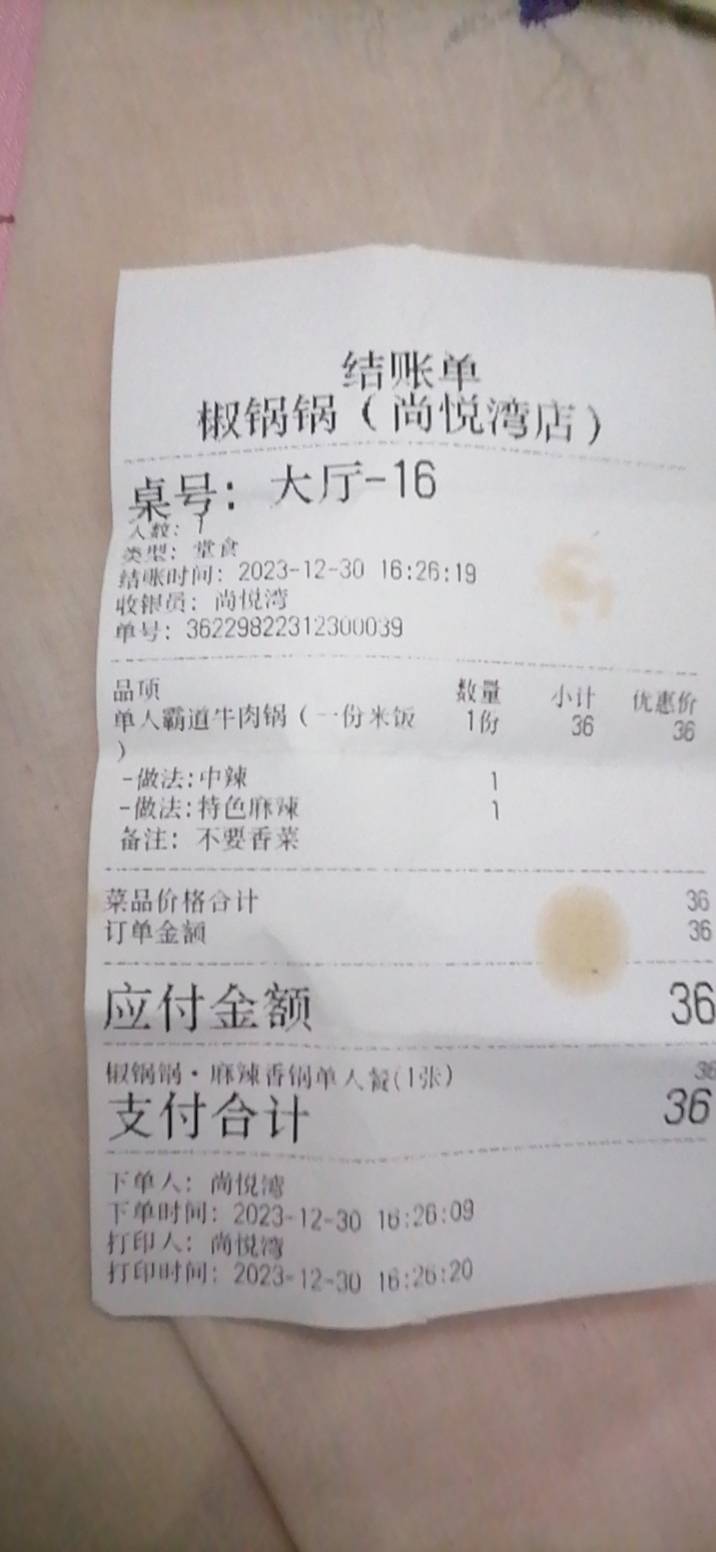 结账单
椒锅锅（尚悦湾店）
桌号：大厅-16
人数：1
类型：堂食
结账时间：2023-12-30 16:26:19
收银员：尚悦湾
单号：36229822312300039
品项 数量 小计 优惠价
单人霸道牛肉锅（一份米饭 1份 36 36
）
-做法:中辣 1
-做法:特色麻辣 1
备注：不要香菜
菜品价格合计 36
订单金额 36
应付金额 36
椒锅锅·麻辣香锅单人餐(1张) 36
支付合计 36
下单人：尚悦湾
下单时间：2023-12-30 16:26:09
打印人：尚悦湾
打印时间：2023-12-30 16:26:20